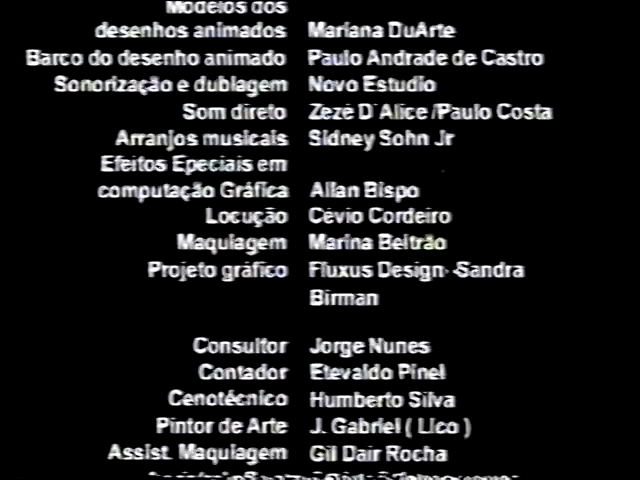 Modelos dos
desenhos animados Mariana DuArte
Barco do desenho animado Paulo Andrade de Castro
Sonorização e dublagem Novo Estudio
Som direto Zezé D'Alice /Paulo Costa
Arranjos musicais Sidney Sohn Jr
Efeitos Epeciais em
computação Gráfica Allan Bispo
Locução Cévio Cordeiro
Maquiagem Marina Beltrão
Projeto gráfico Fluxus Design- Sandra
Birman
Consultor Jorge Nunes
Contador Etevaldo Pinel
Cenotécnico Humberto Silva
Pintor de Arte J. Gabriel ( Lico )
Assist. Maquiagem Gil Dair Rocha